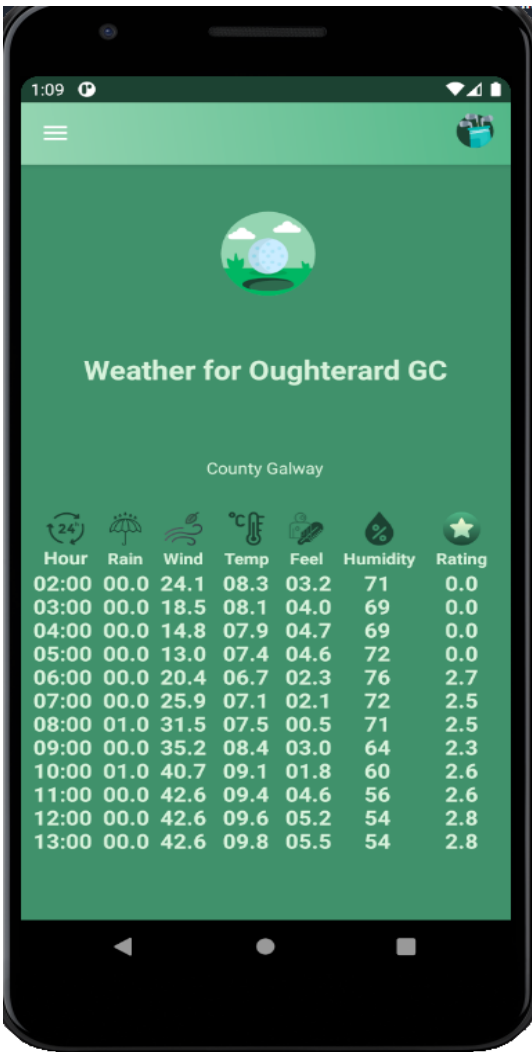 1:09
Weather for Oughterard GC
County Galway
24
°C
%
Hour Rain Wind Temp Feel Humidity Rating
02:00 00.0 24.1 08.3 03.2 71 0.0
03:00 00.0 18.5 08.1 04.0 69 0.0
04:00 00.0 14.8 07.9 04.7 69 0.0
05:00 00.0 13.0 07.4 04.6 72 0.0
06:00 00.0 20.4 06.7 02.3 76 2.7
07:00 00.0 25.9 07.1 02.1 72 2.5
08:00 01.0 31.5 07.5 00.5 71 2.5
09:00 00.0 35.2 08.4 03.0 64 2.3
10:00 01.0 40.7 09.1 01.8 60 2.6
11:00 00.0 42.6 09.4 04.6 56 2.6
12:00 00.0 42.6 09.6 05.2 54 2.8
13:00 00.0 42.6 09.8 05.5 54 2.8